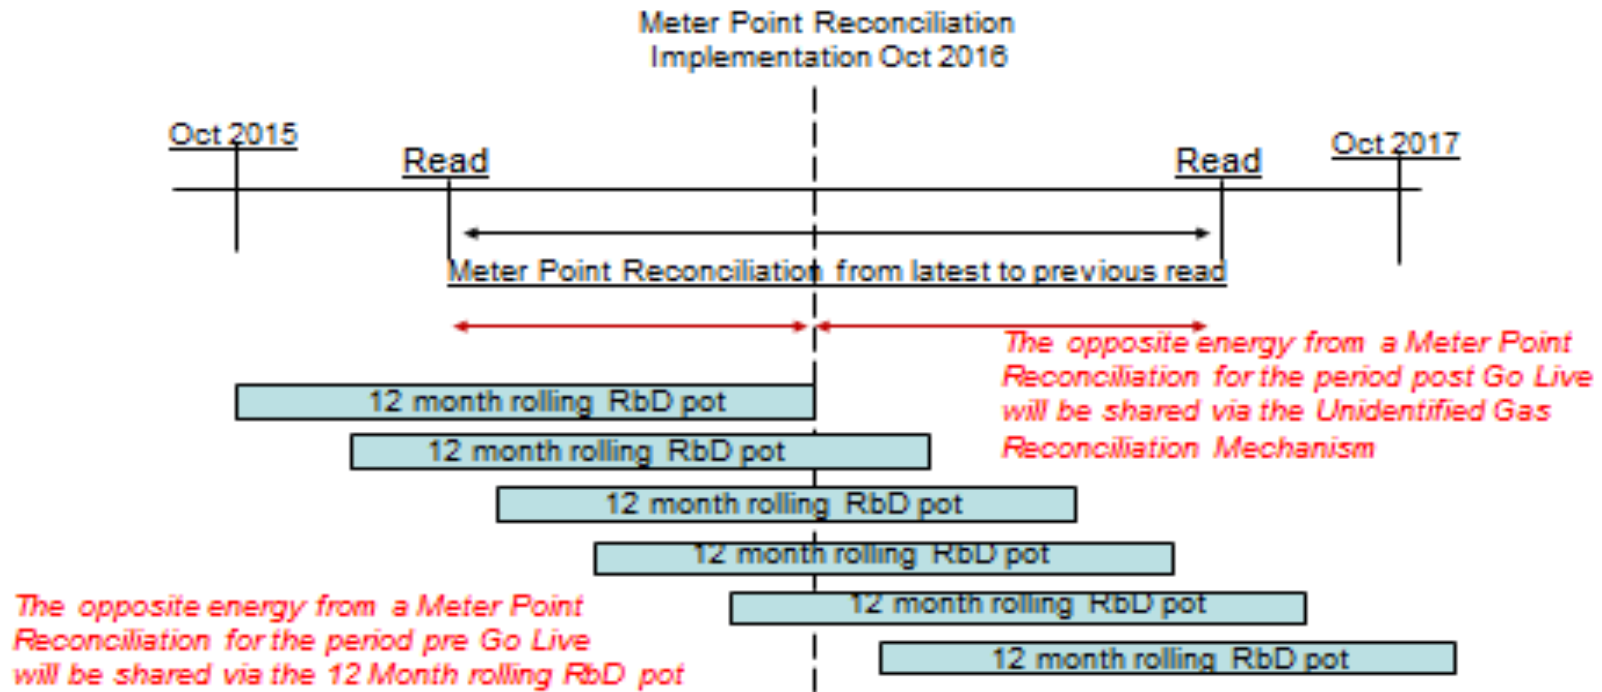 Meter Point Reconciliation
Implementation Oct 2016
Oct 2015
Read
Read
Oct 2017
Meter Point Reconciliation from latest to previous read
The opposite energy from a Meter Point
Reconciliation for the period post Go Live
will be shared via the Unidentified Gas
Reconciliation Mechanism
12 month rolling RbD pot
12 month rolling RbD pot
12 month rolling RbD pot
12 month rolling RbD pot
12 month rolling RbD pot
12 month rolling RbD pot
The opposite energy from a Meter Point
Reconciliation for the period pre Go Live
will be shared via the 12 Month rolling RbD pot